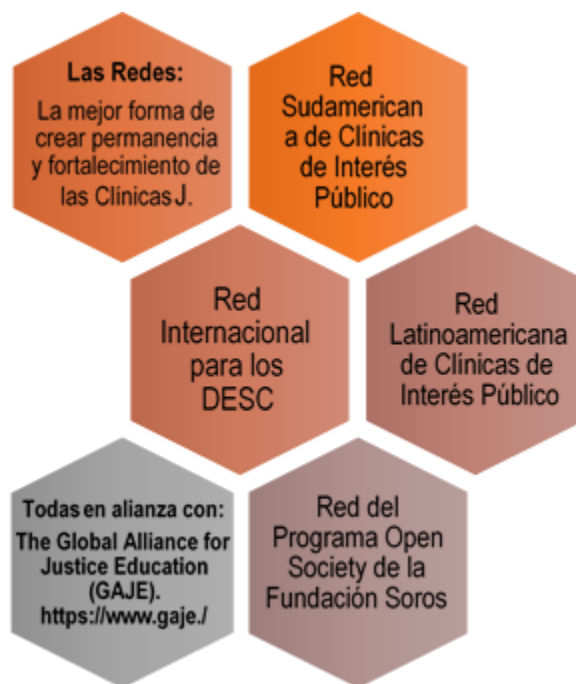 Las Redes:
La mejor forma de
crear permanencia
y fortalecimiento de
las Clínicas J.
Red
Sudamerican
a de Clínicas
de Interés
Público
Red
Internacional
para los
DESC
Red
Latinoamericana
de Clínicas de
Interés Público
Todas en alianza con:
The Global Alliance for
Justice Education
(GAJE).
https://www.gaje./
Red del
Programa Open
Society de la
Fundación Soros